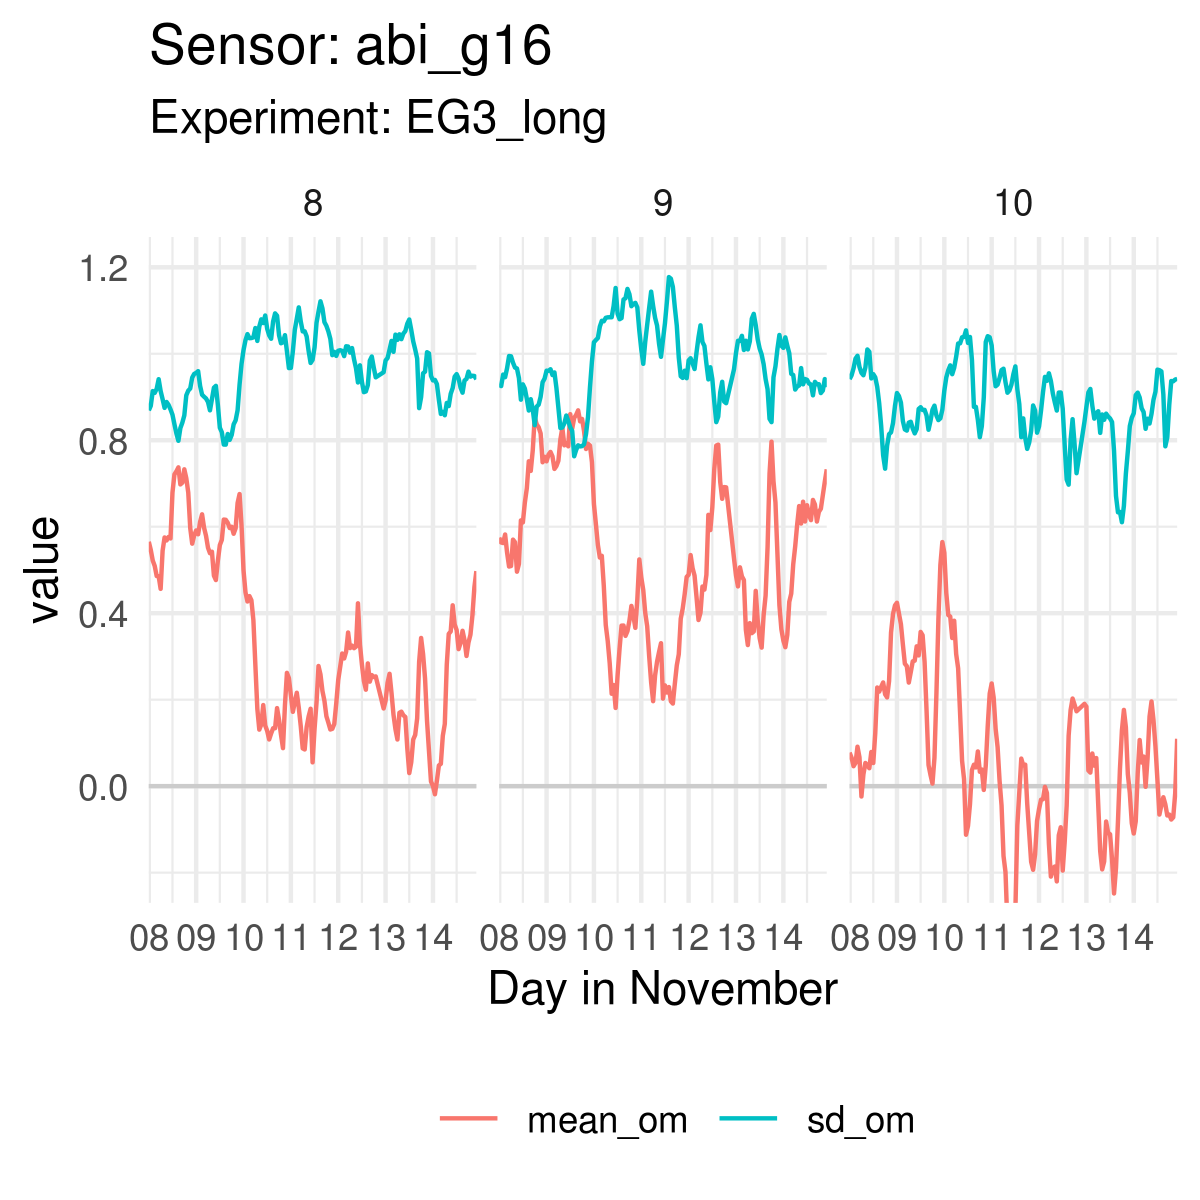 Sensor: abi_g16
Experiment: EG3_long
8 9 10
value
1.2
0.8
0.4
0.0
08 09 10 11 12 13 14 08 09 10 11 12 13 14 08 09 10 11 12 13 14
Day in November
mean_om sd_om